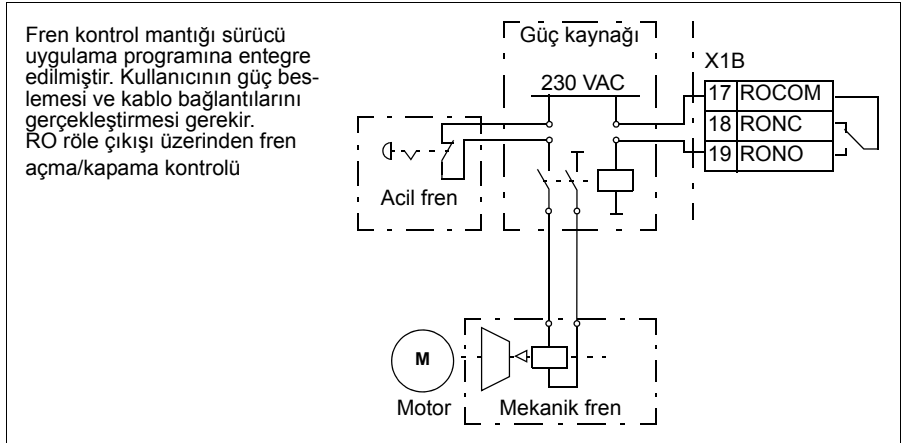 Fren kontrol mantığı sürücü
uygulama programına entegre
edilmiştir. Kullanıcının güç bes-
lemesi ve kablo bağlantılarını
gerçekleştirmesi gerekir.
RO röle çıkışı üzerinden fren
açma/kapama kontrolü
Güç kaynağı
230 VAC
X1B
17 ROCOM
18 RONC
19 RONO
Acil fren
M
Motor
Mekanik fren